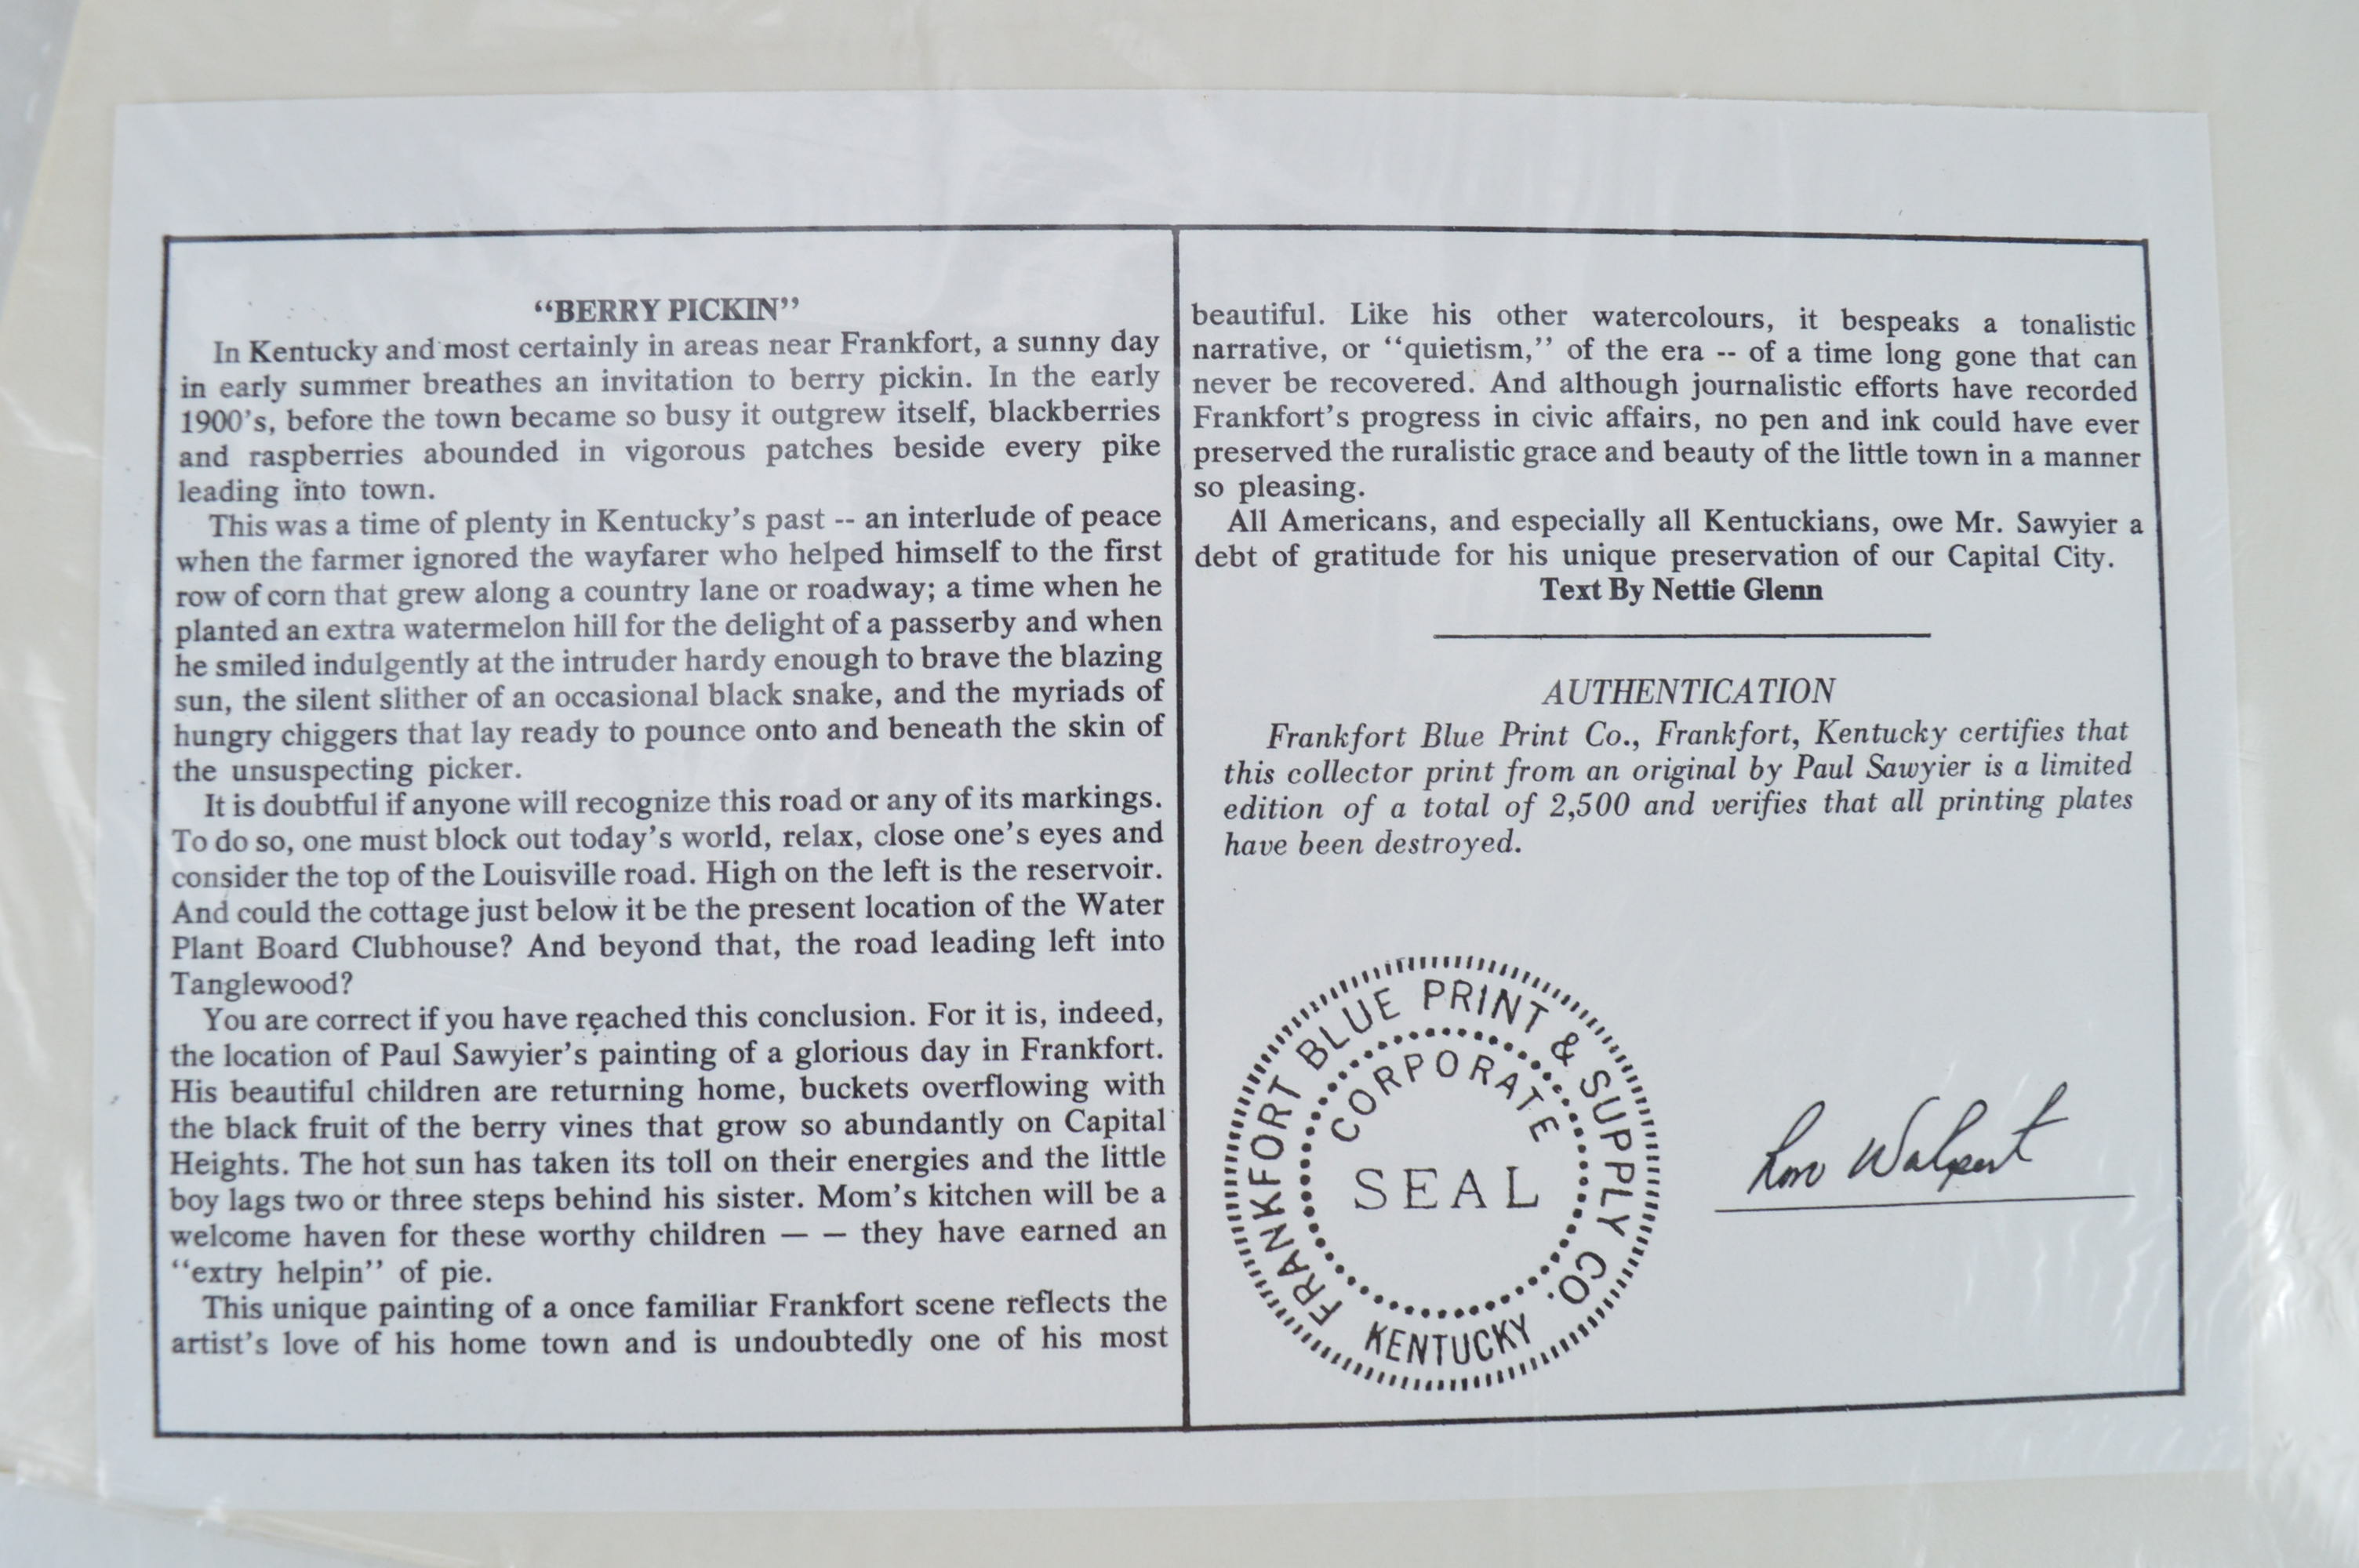 “BERRY PICKIN”
In Kentucky and most certainly in areas near Frankfort, a sunny day
in early summer breathes an invitation to berry pickin. In the early
1900's, before the town became so busy it outgrew itself, blackberries
and raspberries abounded in vigorous patches beside every pike
leading into town.
This was a time of plenty in Kentucky's past -- an interlude of peace
when the farmer ignored the wayfarer who helped himself to the first
row of corn that grew along a country lane or roadway; a time when he
planted an extra watermelon hill for the delight of a passerby and when
he smiled indulgently at the intruder hardy enough to brave the blazing
sun, the silent slither of an occasional black snake, and the myriads of
hungry chiggers that lay ready to pounce onto and beneath the skin of
the unsuspecting picker.
It is doubtful if anyone will recognize this road or any of its markings.
To do so, one must block out today's world, relax, close one's eyes and
consider the top of the Louisville road. High on the left is the reservoir.
And could the cottage just below it be the present location of the Water
Plant Board Clubhouse? And beyond that, the road leading left into
Tanglewood?
You are correct if you have reached this conclusion. For it is, indeed,
the location of Paul Sawyier's painting of a glorious day in Frankfort.
His beautiful children are returning home, buckets overflowing with
the black fruit of the berry vines that grow so abundantly on Capital
Heights. The hot sun has taken its toll on their energies and the little
boy lags two or three steps behind his sister. Mom's kitchen will be a
welcome haven for these worthy children — — they have earned an
“extry helpin” of pie.
This unique painting of a once familiar Frankfort scene reflects the
artist's love of his home town and is undoubtedly one of his most
beautiful. Like his other watercolours, it bespeaks a tonalistic
narrative, or “quietism,” of the era -- of a time long gone that can
never be recovered. And although journalistic efforts have recorded
Frankfort's progress in civic affairs, no pen and ink could have ever
preserved the ruralistic grace and beauty of the little town in a manner
so pleasing.
All Americans, and especially all Kentuckians, owe Mr. Sawyier a
debt of gratitude for his unique preservation of our Capital City.
Text By Nettie Glenn
AUTHENTICATION
Frankfort Blue Print Co., Frankfort, Kentucky certifies that
this collector print from an original by Paul Sawyier is a limited
edition of a total of 2,500 and verifies that all printing plates
have been destroyed.
FRANKFORT BLUE PRINT & SUPPLY CO.
KENTUCKY
CORPORATE
SEAL